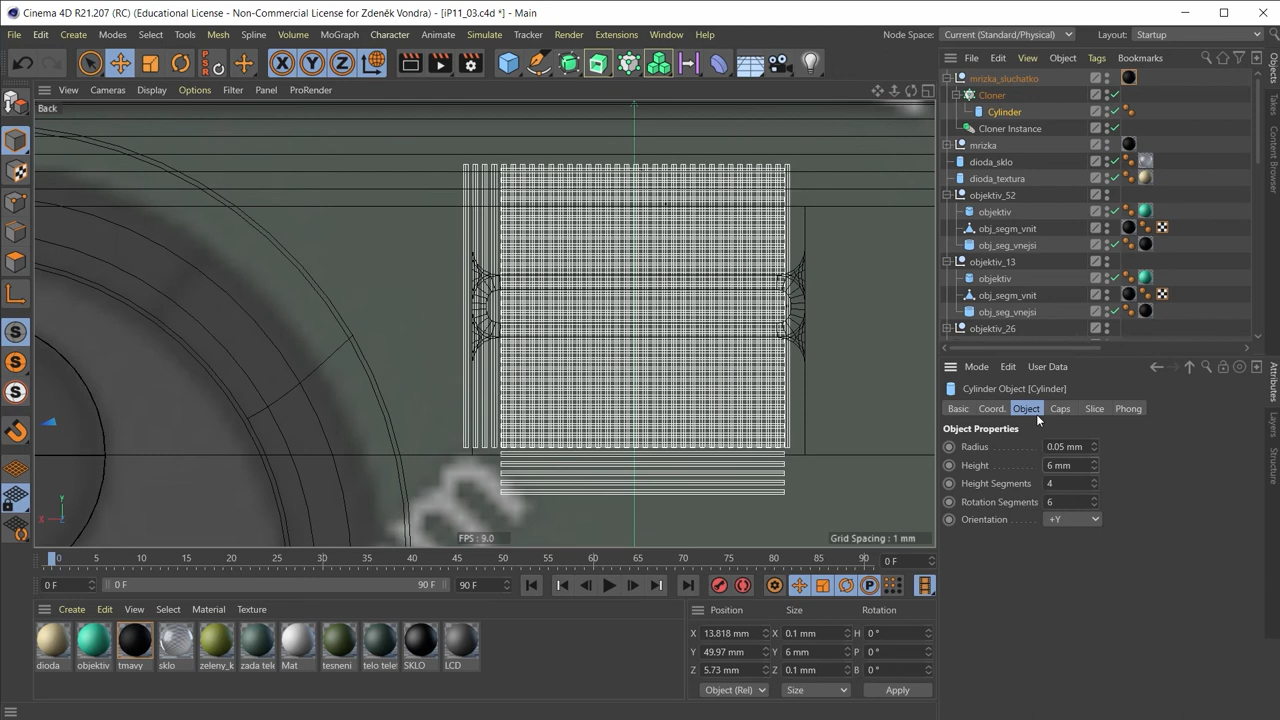 Cinema 4D R21.207 (RC) (Educational License - Non-Commercial License for Zdeněk Vondra) - [iP11_03.c4d *] - Main
File Edit Create Modes Select Tools Mesh Spline Volume MoGraph Character Animate Simulate Tracker Render Extensions Window Help Node Space: Current (Standard/Physical) Layout: Startup
X Y Z
PSR
File Edit View Object Tags Bookmarks
View Cameras Display Options Filter Panel ProRender
Back
mrizka_sluchatko
Cloner
Cylinder
Cloner Instance
mrizka
dioda_sklo
dioda_textura
objektiv_52
objektiv
obj_segm_vnit
obj_seg_vnejsi
objektiv_13
objektiv
obj_segm_vnit
obj_seg_vnejsi
objektiv_26
Objects
Takes
Content Browser
Mode Edit User Data
Cylinder Object [Cylinder]
Basic Coord. Object Caps Slice Phong
Object Properties
Radius 0.05 mm
Height 6 mm
Height Segments 4
Rotation Segments 6
Orientation +Y
Attributes
Layers
Structure
m
Y
X Z
FPS : 9.0
Grid Spacing : 1 mm
0 5 10 15 20 25 30 35 40 45 50 55 60 65 70 75 80 85 90 0 F
0 F 0 F 90 F 90 F
Create Edit View Select Material Texture
dioda objektiv tmavy sklo zeleny_k zada tele Mat tesneni telo telef SKLO LCD
Position Size Rotation
X 13.818 mm X 0.1 mm H 0 °
Y 49.97 mm Y 6 mm P 0 °
Z 5.73 mm Z 0.1 mm B 0 °
Object (Rel) Size Apply